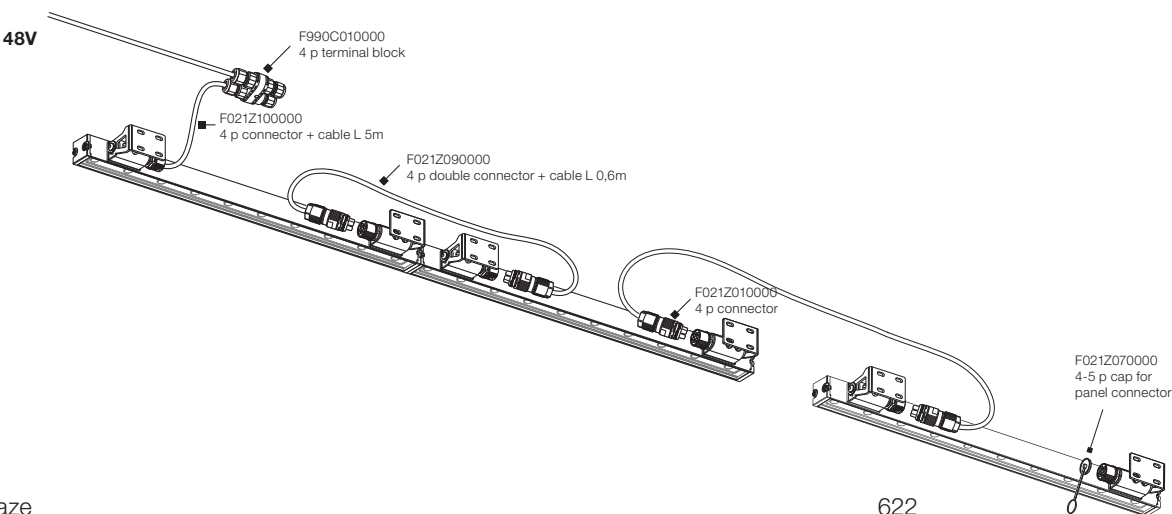 48V
F990C010000
4 p terminal block
F021Z100000
4 p connector + cable L 5m
F021Z090000
4 p double connector + cable L 0,6m
F021Z010000
4 p connector
F021Z070000
4-5 p cap for
panel connector
aze
622